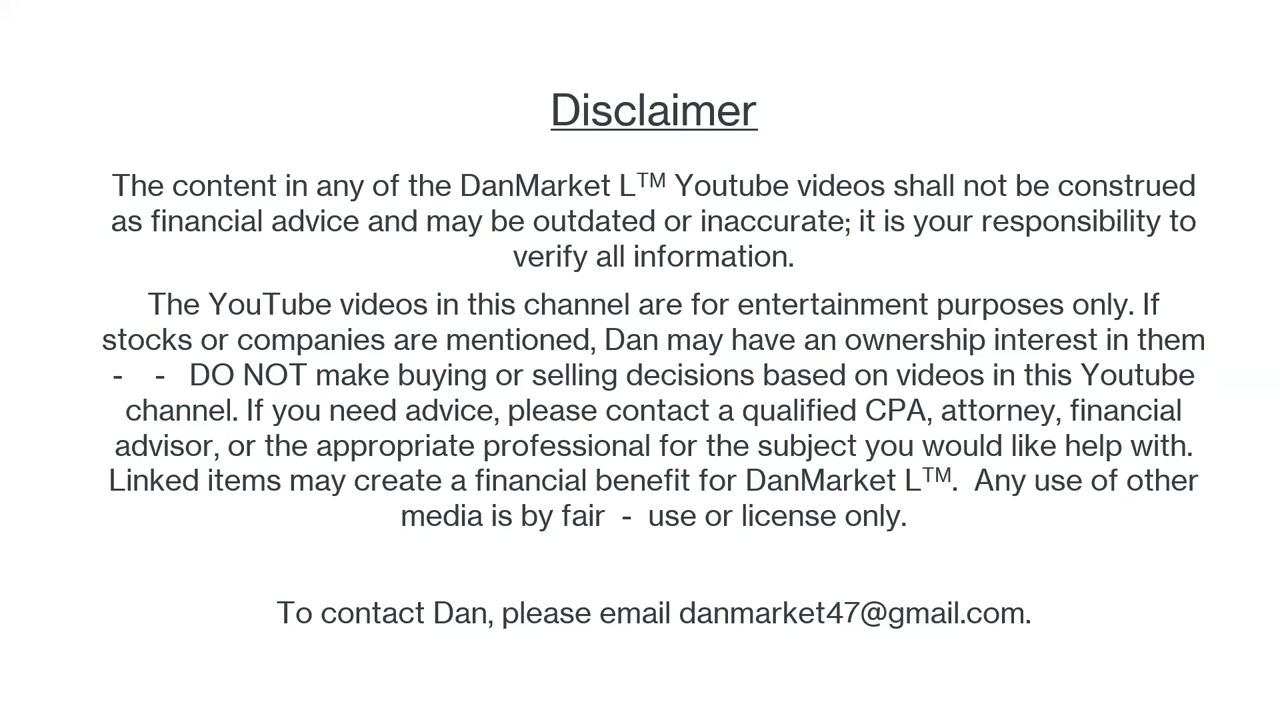 Disclaimer
The content in any of the DanMarket L™ Youtube videos shall not be construed
as financial advice and may be outdated or inaccurate; it is your responsibility to
verify all information.
The YouTube videos in this channel are for entertainment purposes only. If
stocks or companies are mentioned, Dan may have an ownership interest in them
- - DO NOT make buying or selling decisions based on videos in this Youtube
channel. If you need advice, please contact a qualified CPA, attorney, financial
advisor, or the appropriate professional for the subject you would like help with.
Linked items may create a financial benefit for DanMarket L™. Any use of other
media is by fair - use or license only.
To contact Dan, please email danmarket47@gmail.com.